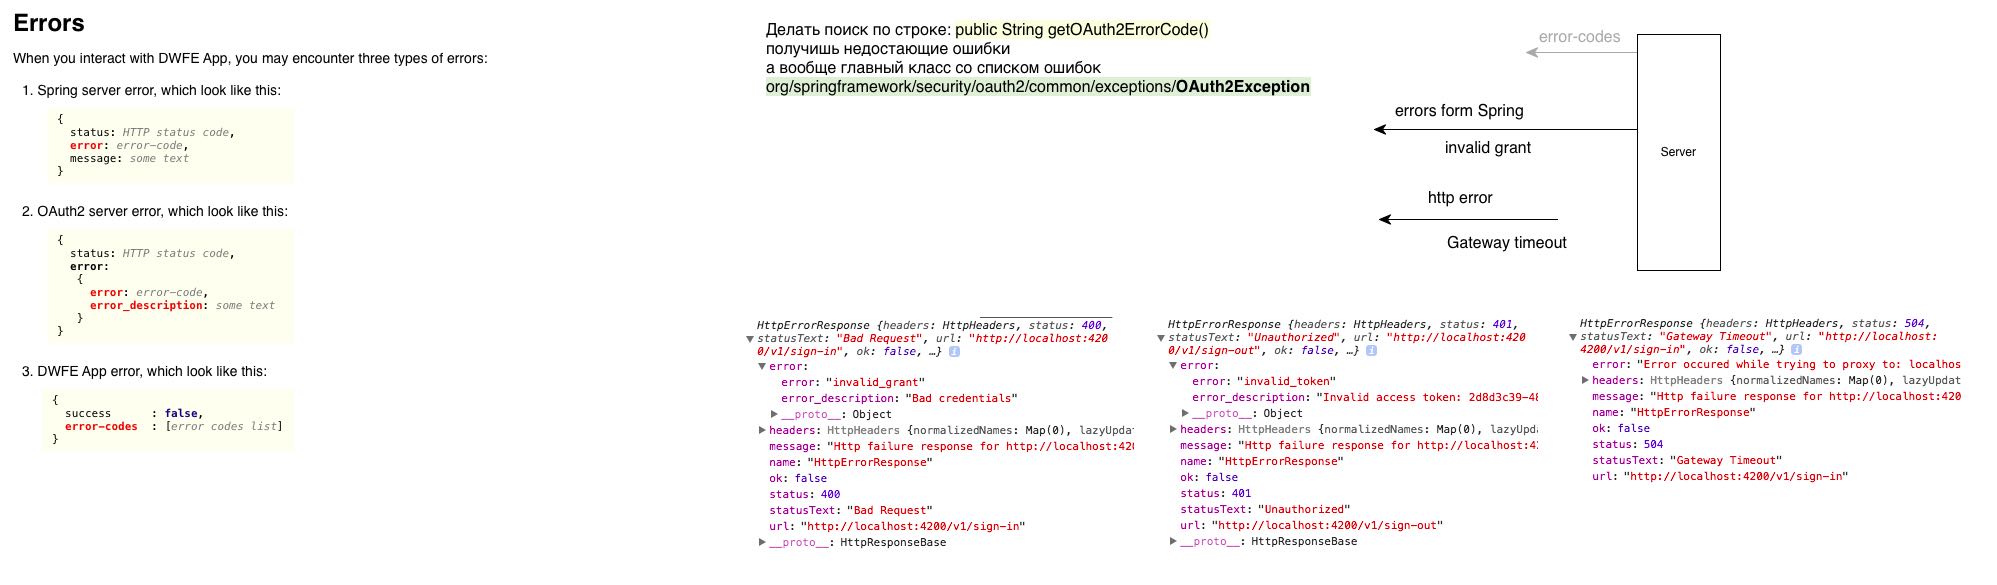 Errors
When you interact with DWFE App, you may encounter three types of errors:
1. Spring server error, which look like this:
{
status: HTTP status code,
error: error-code,
message: some text
}
2. OAuth2 server error, which look like this:
{
status: HTTP status code,
error:
{
error: error-code,
error_description: some text
}
}
3. DWFE App error, which look like this:
{
success : false,
error-codes : [error codes list]
}
Делать поиск по строке: public String getOAuth2ErrorCode()
получишь недостающие ошибки
а вообще главный класс со списком ошибок
org/springframework/security/oauth2/common/exceptions/OAuth2Exception
error-codes
errors form Spring
invalid grant
http error
Gateway timeout
Server
HttpErrorResponse {headers: HttpHeaders, status: 400,
statusText: "Bad Request", url: "http://localhost:420
0/v1/sign-in", ok: false, …} i
error:
error: "invalid_grant"
error_description: "Bad credentials"
__proto__: Object
headers: HttpHeaders {normalizedNames: Map(0), lazyUpda
message: "Http failure response for http://localhost:420
name: "HttpErrorResponse"
ok: false
status: 400
statusText: "Bad Request"
url: "http://localhost:4200/v1/sign-in"
__proto__: HttpResponseBase
HttpErrorResponse {headers: HttpHeaders, status: 401,
statusText: "Unauthorized", url: "http://localhost:420
0/v1/sign-out", ok: false, …} i
error:
error: "invalid_token"
error_description: "Invalid access token: 2d8d3c39-48
__proto__: Object
headers: HttpHeaders {normalizedNames: Map(0), lazyUpda
message: "Http failure response for http://localhost:4
name: "HttpErrorResponse"
ok: false
status: 401
statusText: "Unauthorized"
url: "http://localhost:4200/v1/sign-out"
__proto__: HttpResponseBase
HttpErrorResponse {headers: HttpHeaders, status: 504,
statusText: "Gateway Timeout", url: "http://localhost:
4200/v1/sign-in", ok: false, …} i
error: "Error occured while trying to proxy to: localhos
headers: HttpHeaders {normalizedNames: Map(0), lazyUpdat
message: "Http failure response for http://localhost:420
name: "HttpErrorResponse"
ok: false
status: 504
statusText: "Gateway Timeout"
url: "http://localhost:4200/v1/sign-in"